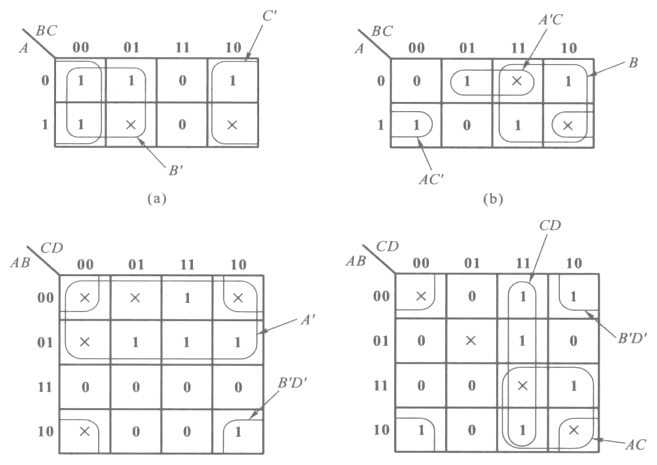 BC C'
A 00 01 11 10
0 1 1 0 1
1 1 × 0 ×
B'
(a)
BC A'C
A 00 01 11 10 B
0 0 1 × 1
1 1 0 1 ×
AC'
(b)
CD
AB 00 01 11 10
00 × × 1 ×
A'
01 × 1 1 1
B'D'
11 0 0 0 0
10 × 0 0 1
CD CD
AB 00 01 11 10
00 × 0 1 1
B'D'
01 0 × 1 0
11 0 0 × 1
10 1 0 1 ×
AC